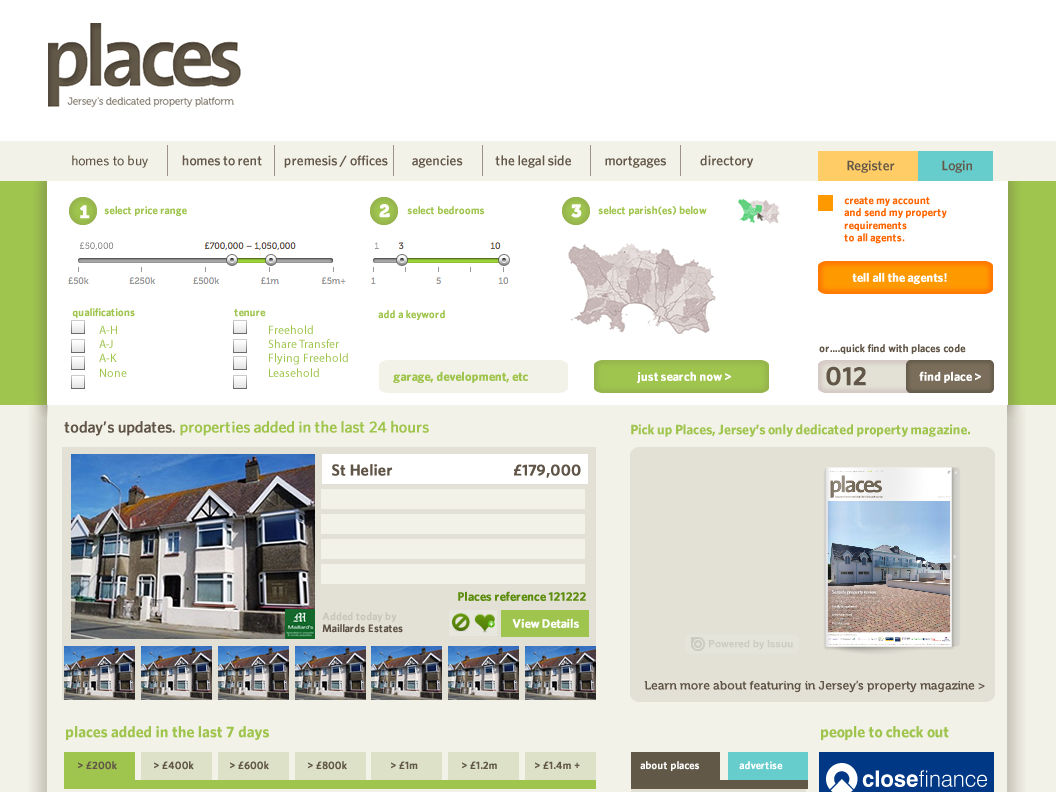 places
Jersey's dedicated property platform
homes to buy
homes to rent
premesis / offices
agencies
the legal side
mortgages
directory
Register
Login
1 select price range
2 select bedrooms
3 select parish(es) below
create my account
and send my property
requirements
to all agents.
£50,000
£700,000 – 1,050,000
1 3 10
£50k £250k £500k £1m £5m+
1 5 10
tell all the agents!
qualifications
A-H
A-J
A-K
None
tenure
Freehold
Share Transfer
Flying Freehold
Leasehold
add a keyword
garage, development, etc
just search now >
or....quick find with places code
012
find place >
today's updates. properties added in the last 24 hours
Pick up Places, Jersey's only dedicated property magazine.
St Helier £179,000
places
Places reference 121222
Maillard's
Added today by
Maillards Estates
View Details
Powered by Issuu
Learn more about featuring in Jersey's property magazine >
places added in the last 7 days
people to check out
> £200k
> £400k
> £600k
> £800k
> £1m
> £1.2m
> £1.4m +
about places
advertise
closefinance